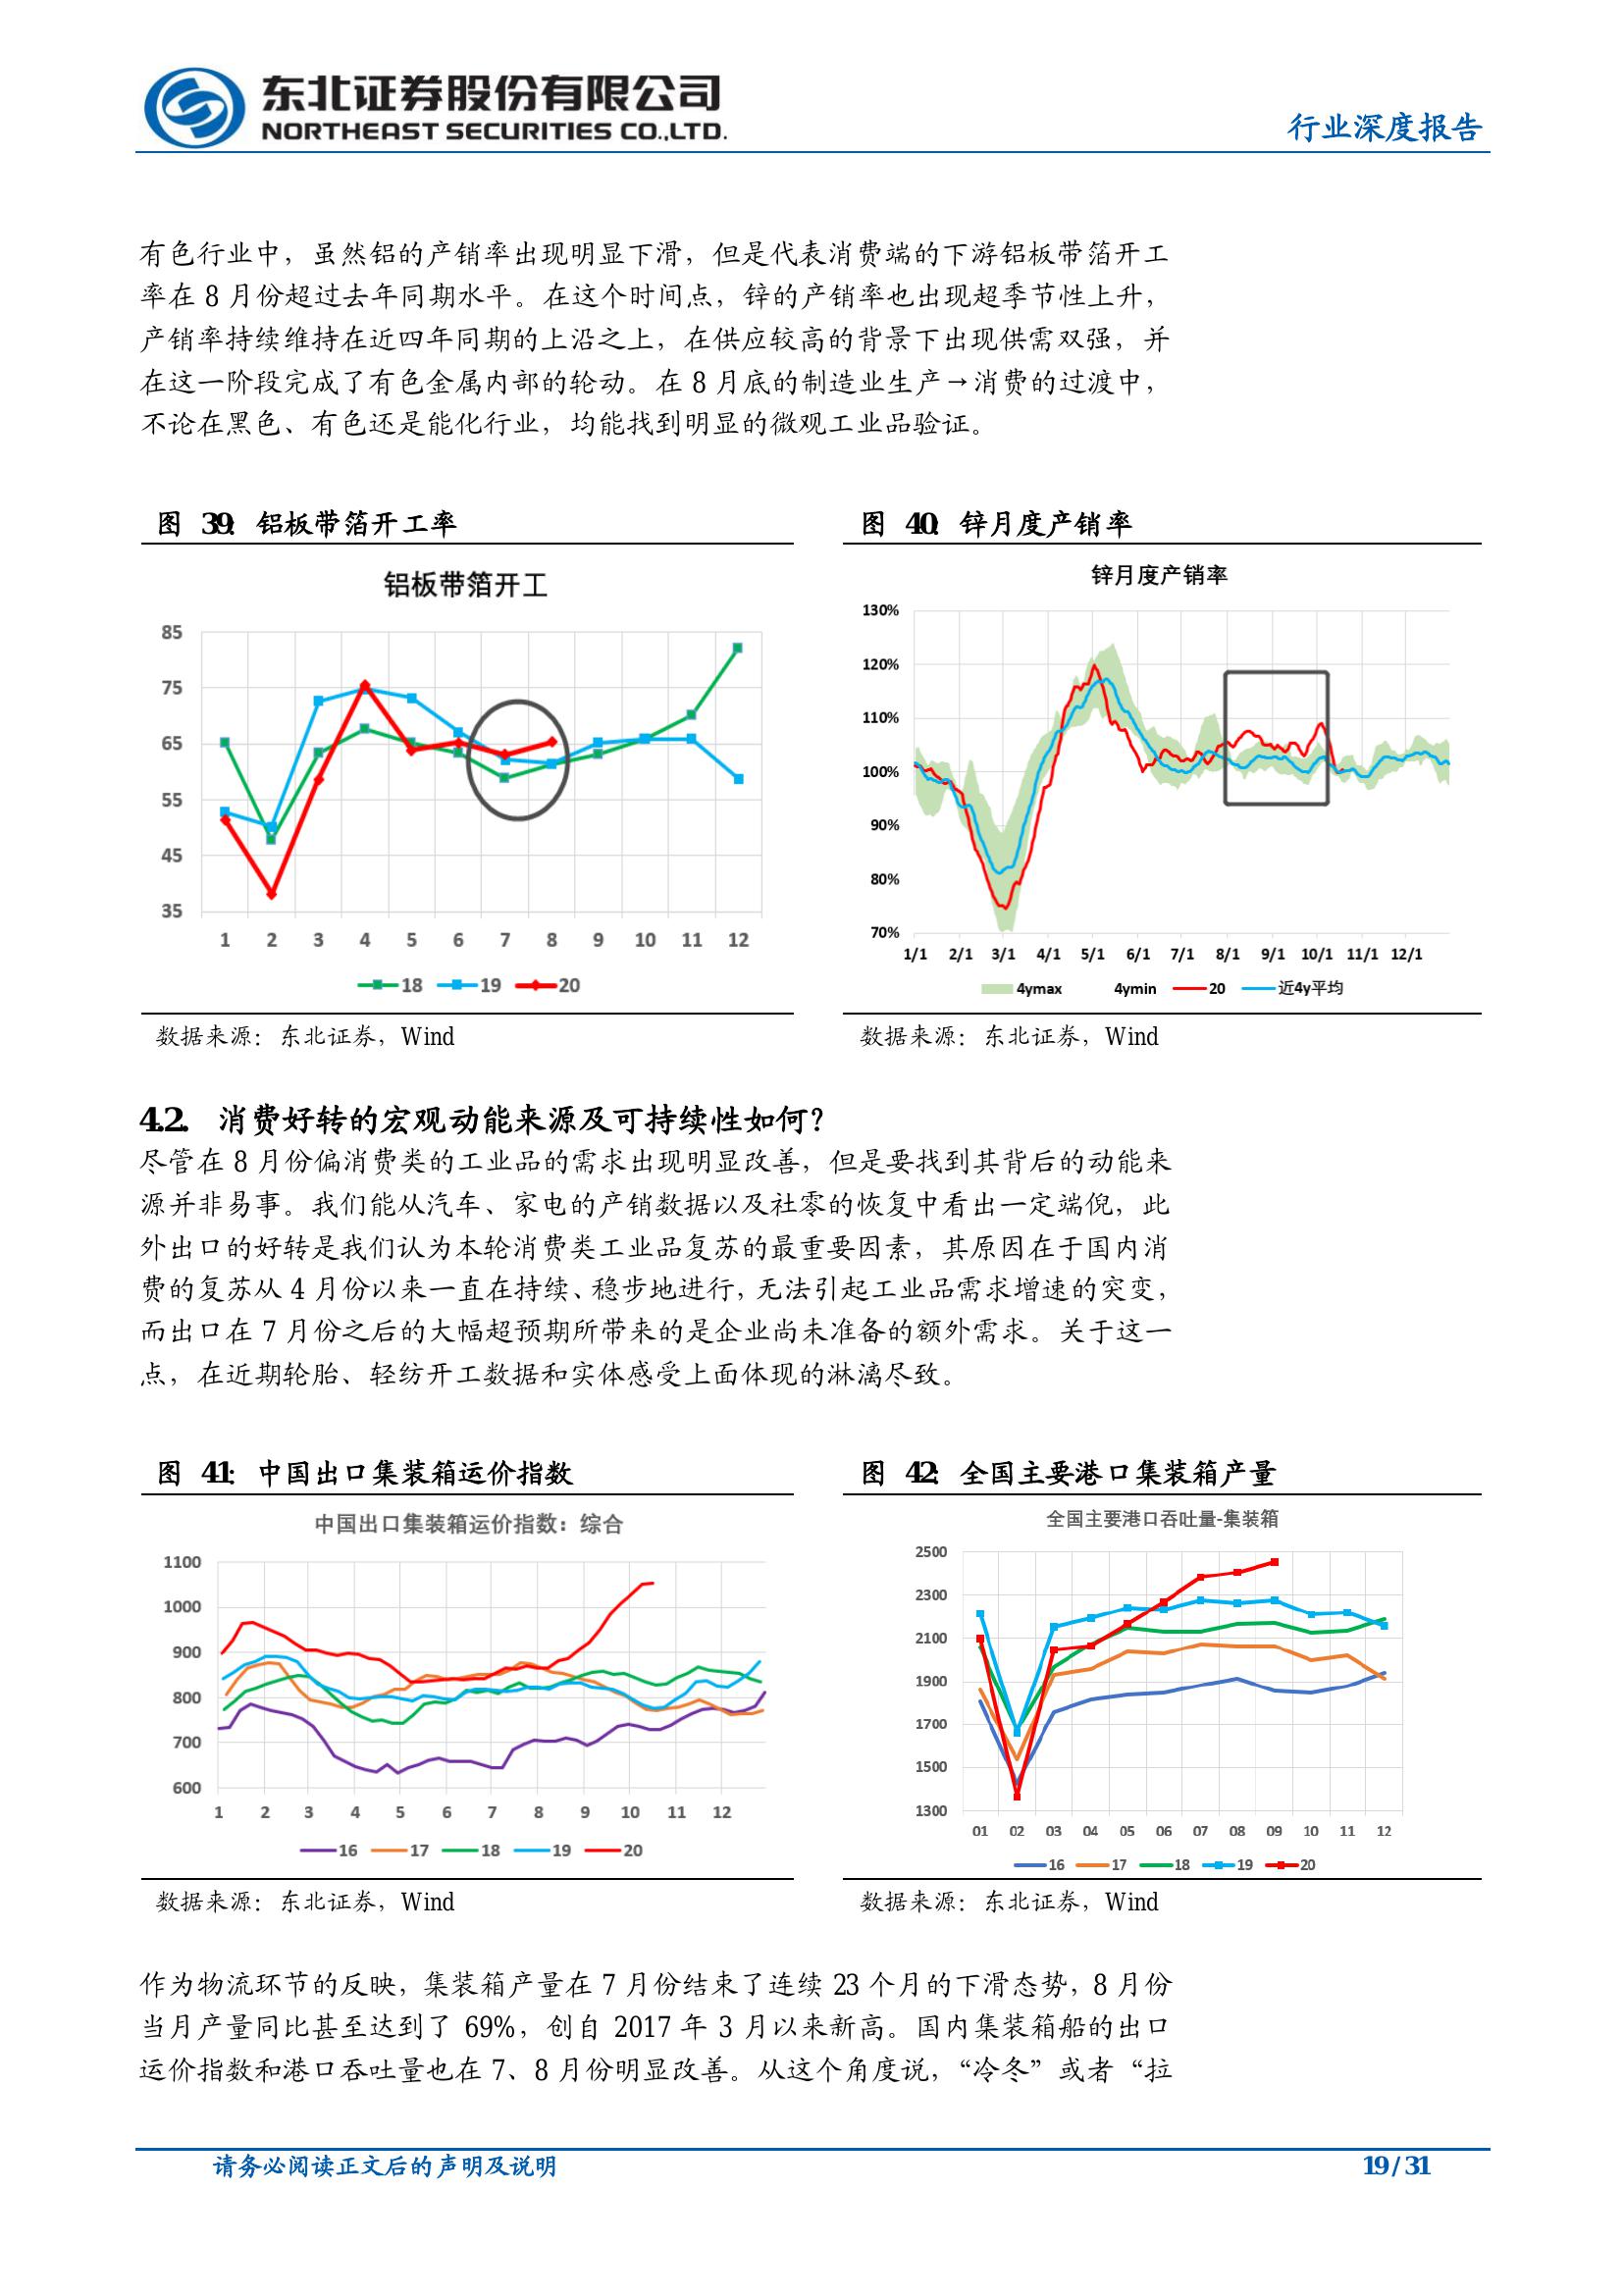 东北证券股份有限公司
NORTHEAST SECURITIES CO.,LTD.
行业深度报告
有色行业中，虽然铝的产销率出现明显下滑，但是代表消费端的下游铝板带箔开工
率在 8 月份超过去年同期水平。在这个时间点，锌的产销率也出现超季节性上升，
产销率持续维持在近四年同期的上沿之上，在供应较高的背景下出现供需双强，并
在这一阶段完成了有色金属内部的轮动。在 8 月底的制造业生产→消费的过渡中，
不论在黑色、有色还是能化行业，均能找到明显的微观工业品验证。
图 39：铝板带箔开工率
铝板带箔开工
85
75
65
55
45
35
1 2 3 4 5 6 7 8 9 10 11 12
18 19 20
数据来源：东北证券，Wind
图 40：锌月度产销率
锌月度产销率
130%
120%
110%
100%
90%
80%
70%
1/1 2/1 3/1 4/1 5/1 6/1 7/1 8/1 9/1 10/1 11/1 12/1
4ymax 4ymin 20 近4y平均
数据来源：东北证券，Wind
4.2. 消费好转的宏观动能来源及可持续性如何？
尽管在 8 月份偏消费类的工业品的需求出现明显改善，但是要找到其背后的动能来
源并非易事。我们能从汽车、家电的产销数据以及社零的恢复中看出一定端倪，此
外出口的好转是我们认为本轮消费类工业品复苏的最重要因素，其原因在于国内消
费的复苏从 4 月份以来一直在持续、稳步地进行，无法引起工业品需求增速的突变，
而出口在 7 月份之后的大幅超预期所带来的是企业尚未准备的额外需求。关于这一
点，在近期轮胎、轻纺开工数据和实体感受上面体现的淋漓尽致。
图 41：中国出口集装箱运价指数
中国出口集装箱运价指数：综合
1100
1000
900
800
700
600
1 2 3 4 5 6 7 8 9 10 11 12
16 17 18 19 20
数据来源：东北证券，Wind
图 42：全国主要港口集装箱产量
全国主要港口吞吐量-集装箱
2500
2300
2100
1900
1700
1500
1300
01 02 03 04 05 06 07 08 09 10 11 12
16 17 18 19 20
数据来源：东北证券，Wind
作为物流环节的反映，集装箱产量在 7 月份结束了连续 23 个月的下滑态势，8 月份
当月产量同比甚至达到了 69%，创自 2017 年 3 月以来新高。国内集装箱船的出口
运价指数和港口吞吐量也在 7、8 月份明显改善。从这个角度说，“冷冬”或者“拉
请务必阅读正文后的声明及说明
19 / 31